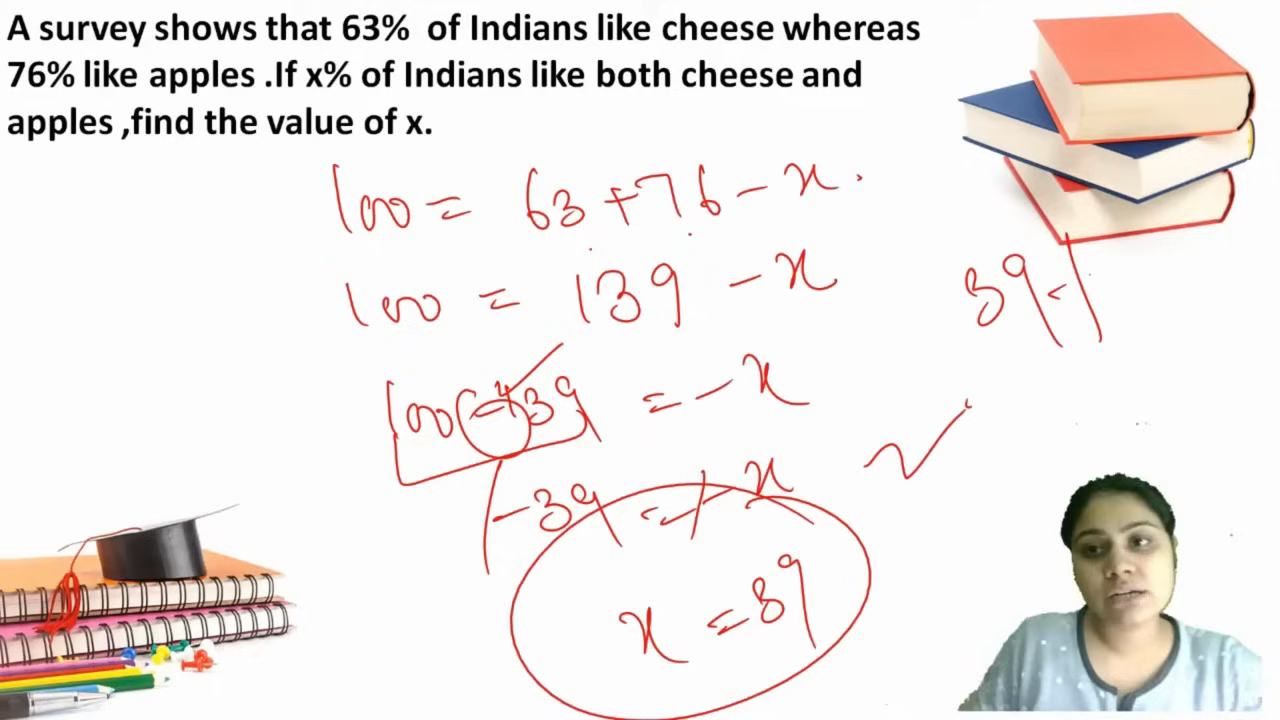 A survey shows that 63% of Indians like cheese whereas
76% like apples .If x% of Indians like both cheese and
apples ,find the value of x.
100 = 63 + 76 - x .
100 = 139 - x
39%
100 - 139 = - x
- 39 = - x
x = 39